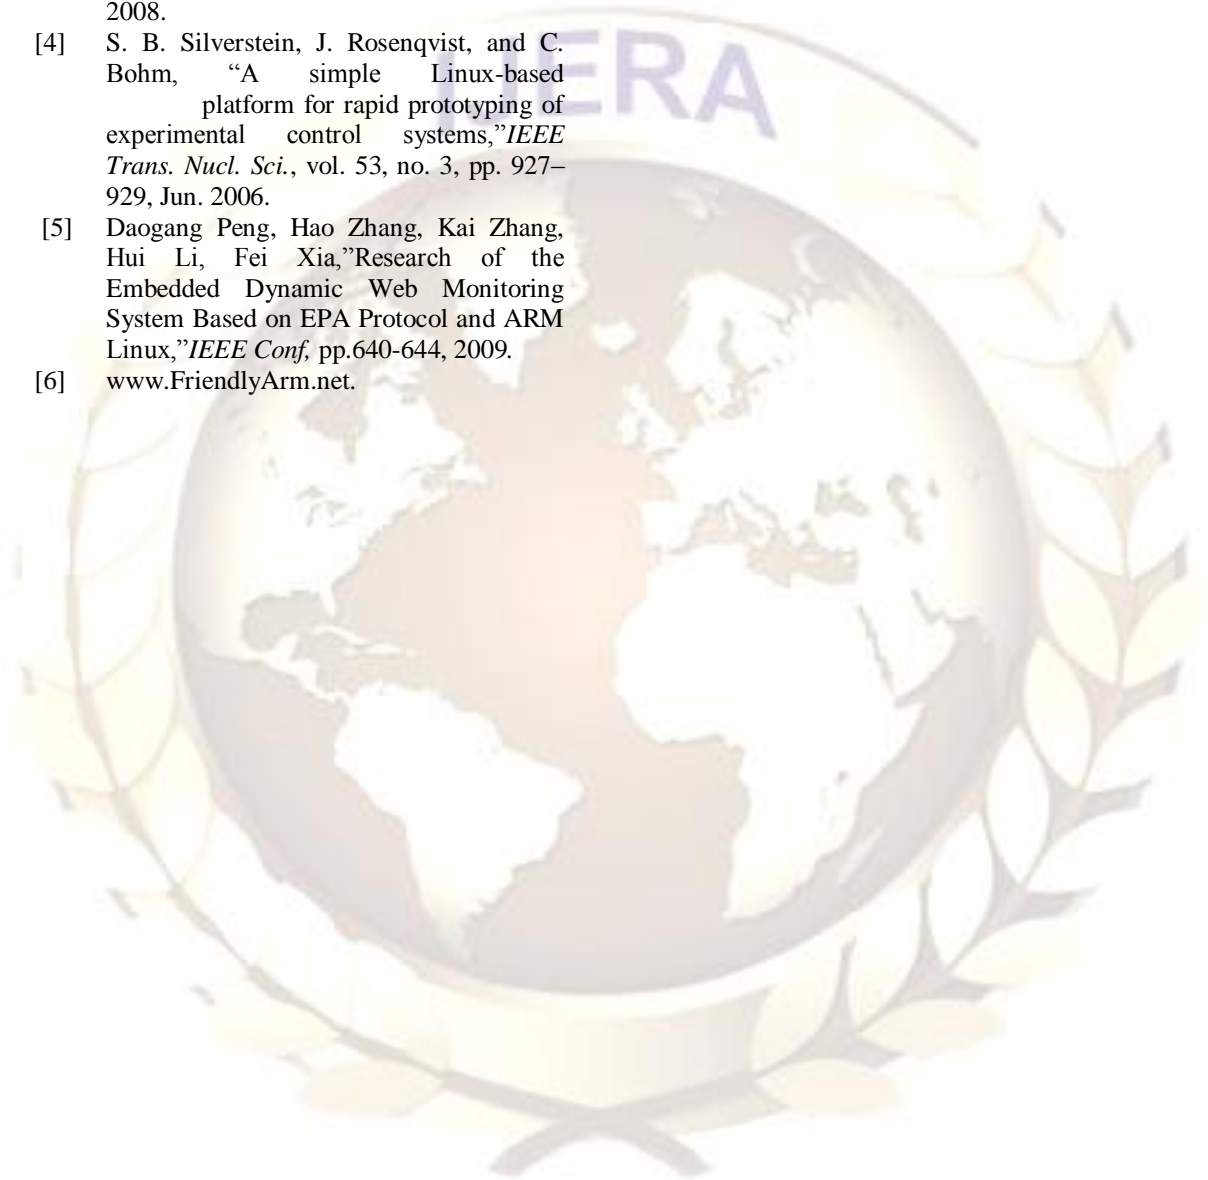 2008.
[4] S. B. Silverstein, J. Rosenqvist, and C.
Bohm, “A simple Linux-based
platform for rapid prototyping of
experimental control systems,”IEEE
Trans. Nucl. Sci., vol. 53, no. 3, pp. 927–
929, Jun. 2006.
[5] Daogang Peng, Hao Zhang, Kai Zhang,
Hui Li, Fei Xia,”Research of the
Embedded Dynamic Web Monitoring
System Based on EPA Protocol and ARM
Linux,”IEEE Conf, pp.640-644, 2009.
[6] www.FriendlyArm.net.
IJERA